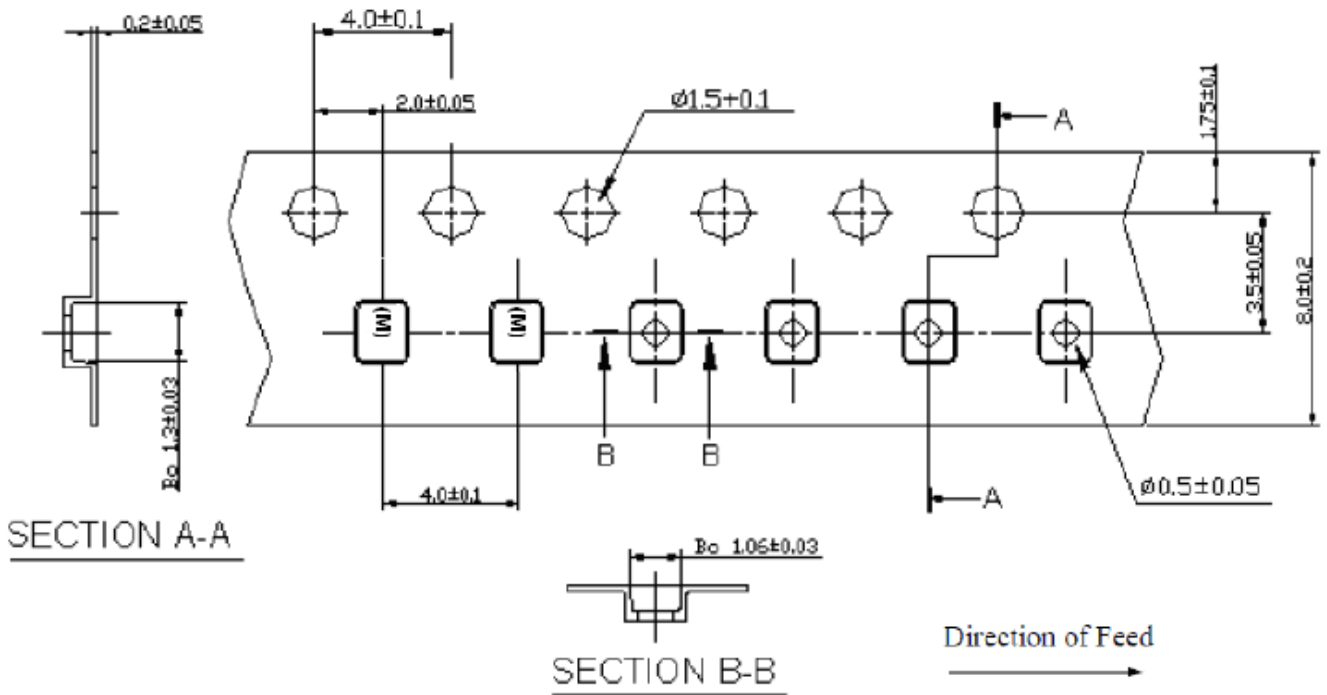 0.2±0.05
4.0±0.1
2.0±0.05
Ø1.5+0.1
A
1.75±0.1
3.5±0.05
8.0±0.2
(M)
(M)
Bo 1.3±0.03
B
B
4.0±0.1
A
Ø0.5±0.05
SECTION A-A
Bo 1.06±0.03
SECTION B-B
Direction of Feed